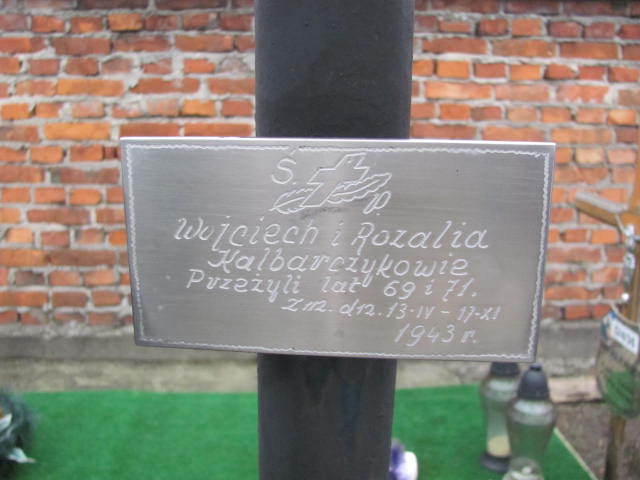 Ś. P.
Wojciech i Rozalia
Kalbarczykowie
Przeżyli lat 69 i 71.
Zm. dn. 13-IV - 17-XI
1943 r.